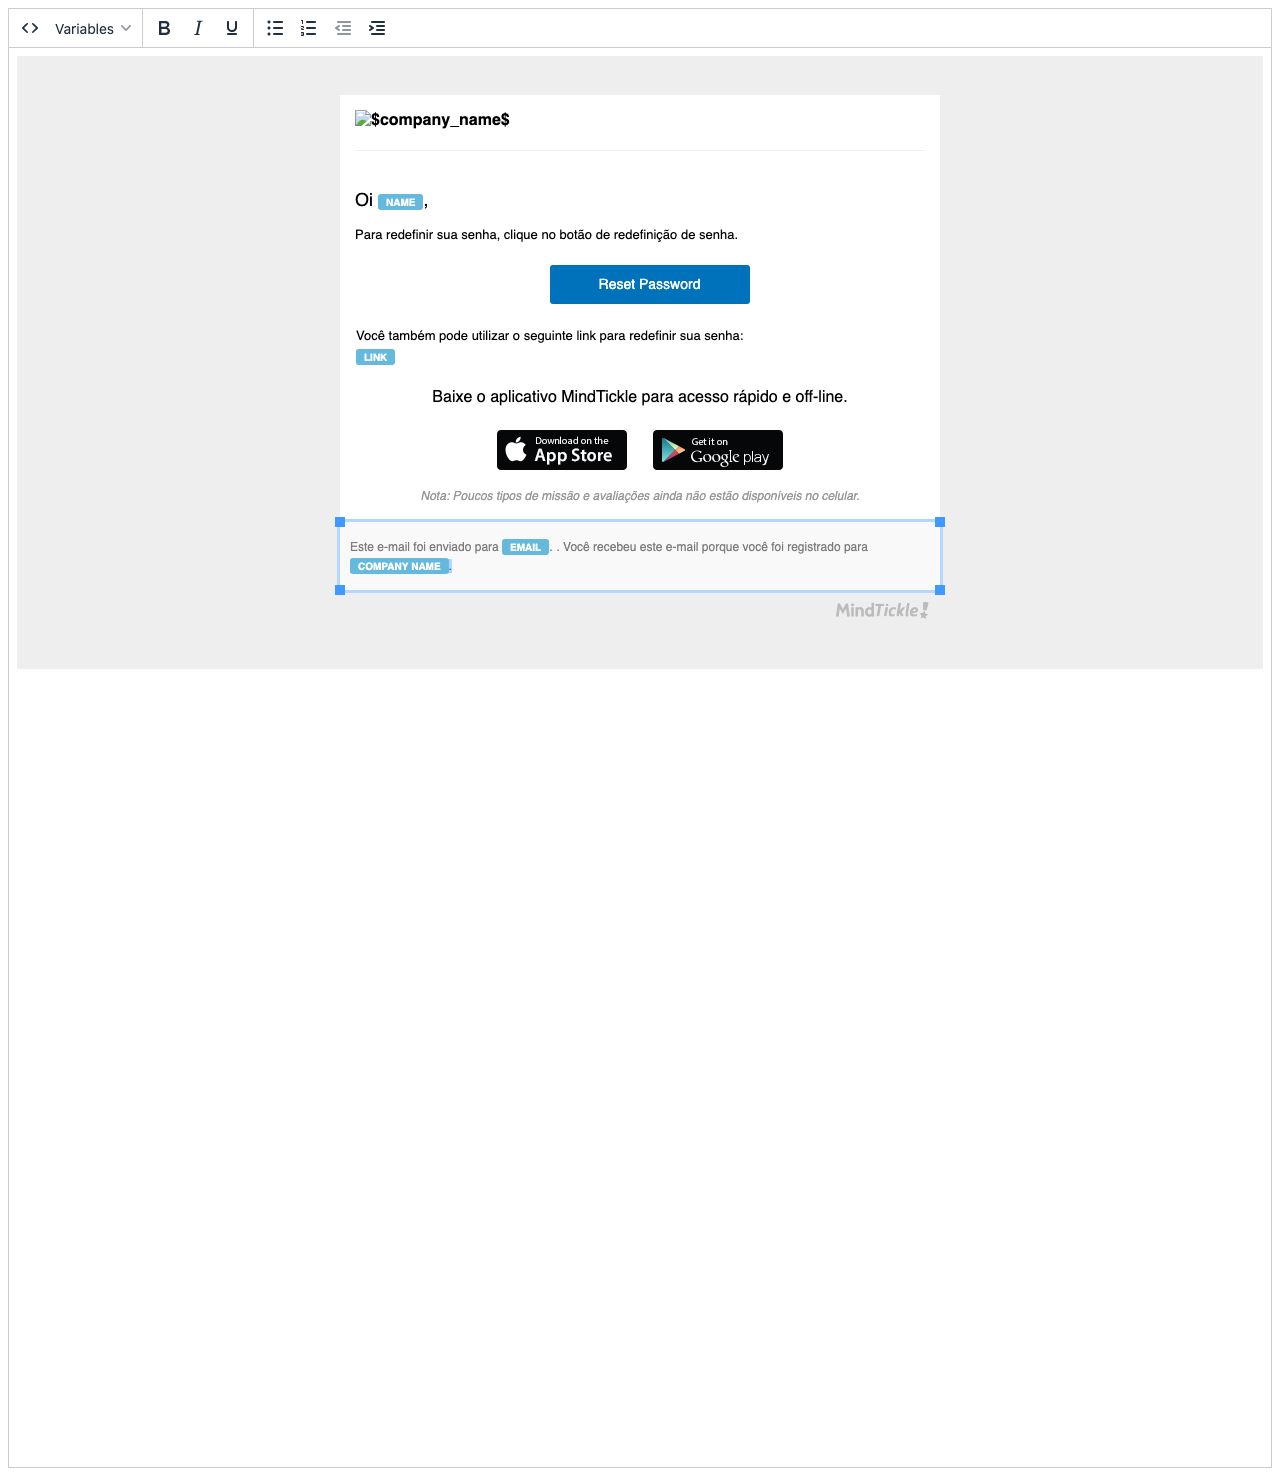 Variables
$company_name$
Oi NAME ,
Para redefinir sua senha, clique no botão de redefinição de senha.
Reset Password
Você também pode utilizar o seguinte link para redefinir sua senha:
LINK
Baixe o aplicativo MindTickle para acesso rápido e off-line.
Download on the
App Store
Get it on
Google play
Nota: Poucos tipos de missão e avaliações ainda não estão disponíveis no celular.
Este e-mail foi enviado para EMAIL . . Você recebeu este e-mail porque você foi registrado para
COMPANY NAME .
MindTickle!